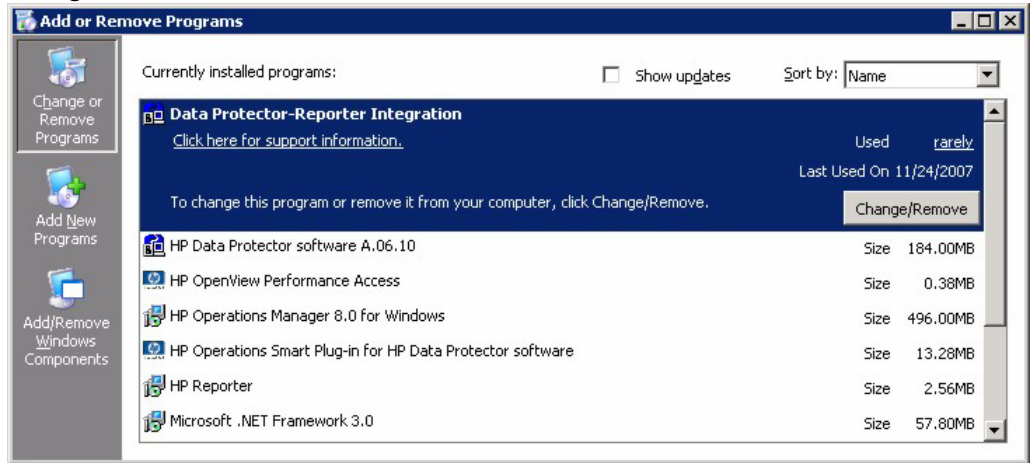 Add or Remove Programs
Change or
Remove
Programs
Add New
Programs
Add/Remove
Windows
Components
Currently installed programs:
Show updates
Sort by: Name
Data Protector-Reporter Integration
Click here for support information.
Used rarely
Last Used On 11/24/2007
To change this program or remove it from your computer, click Change/Remove.
Change/Remove
HP Data Protector software A.06.10 Size 184.00MB
HP OpenView Performance Access Size 0.38MB
HP Operations Manager 8.0 for Windows Size 496.00MB
HP Operations Smart Plug-in for HP Data Protector software Size 13.28MB
HP Reporter Size 2.56MB
Microsoft .NET Framework 3.0 Size 57.80MB